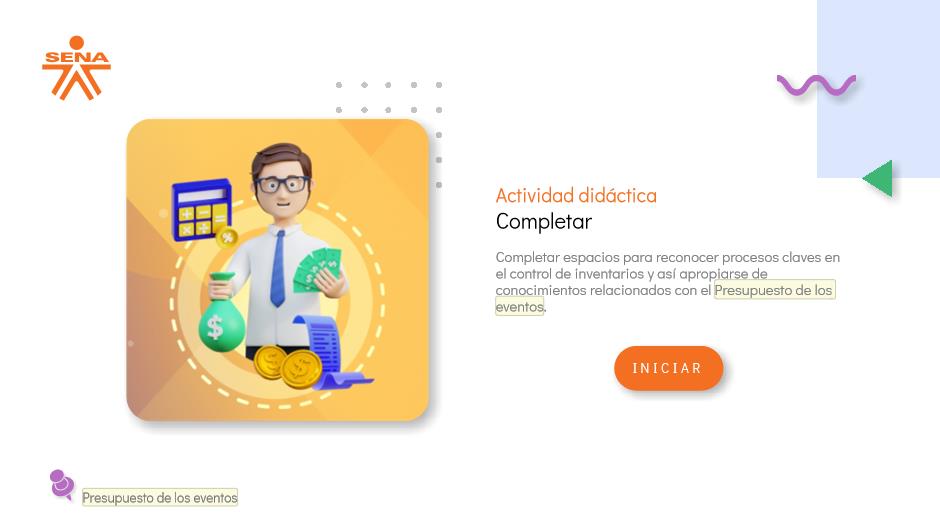 SENA
Actividad didáctica
Completar
Completar espacios para reconocer procesos claves en
el control de inventarios y así apropiarse de
conocimientos relacionados con el Presupuesto de los
eventos.
INICIAR
Presupuesto de los eventos